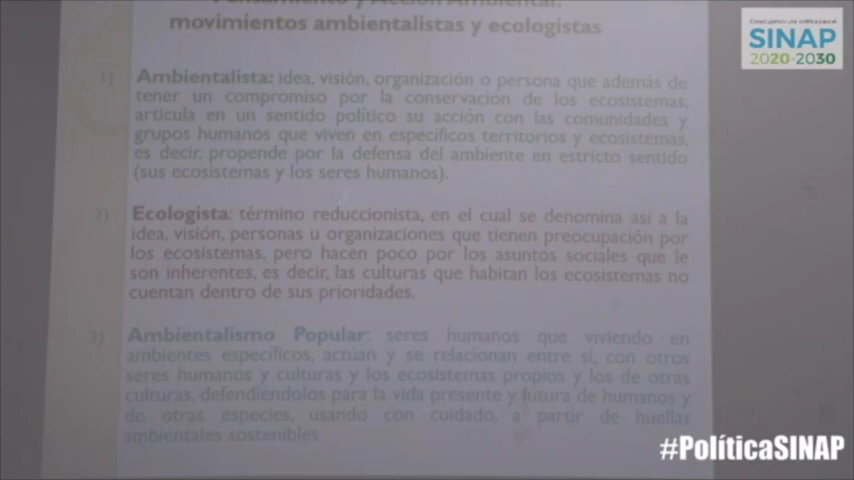 Pensamiento y Acción Ambiental:
movimientos ambientalistas y ecologistas
1) Ambientalista: idea, visión, organización o persona que además de
tener un compromiso por la conservación de los ecosistemas,
artícula en un sentido político su acción con las comunidades y
grupos humanos que viven en específicos territorios y ecosistemas,
es decir, propende por la defensa del ambiente en estricto sentido
(sus ecosistemas y los seres humanos).
2) Ecologista: término reduccionista, en el cual se denomina así a la
idea, visión, personas u organizaciones que tienen preocupación por
los ecosistemas, pero hacen poco por los asuntos sociales que le
son inherentes, es decir, las culturas que habitan los ecosistemas no
cuentan dentro de sus prioridades.
3) Ambientalismo Popular: seres humanos que viviendo en
ambientes específicos, actúan y se relacionan entre sí, con otros
seres humanos y culturas y los ecosistemas propios y los de otras
culturas, defendiéndolos para la vida presente y futura de humanos y
de otras especies, usando con cuidado, a partir de huellas
ambientales sostenibles
SINAP
2020-2030
#PolíticaSINAP